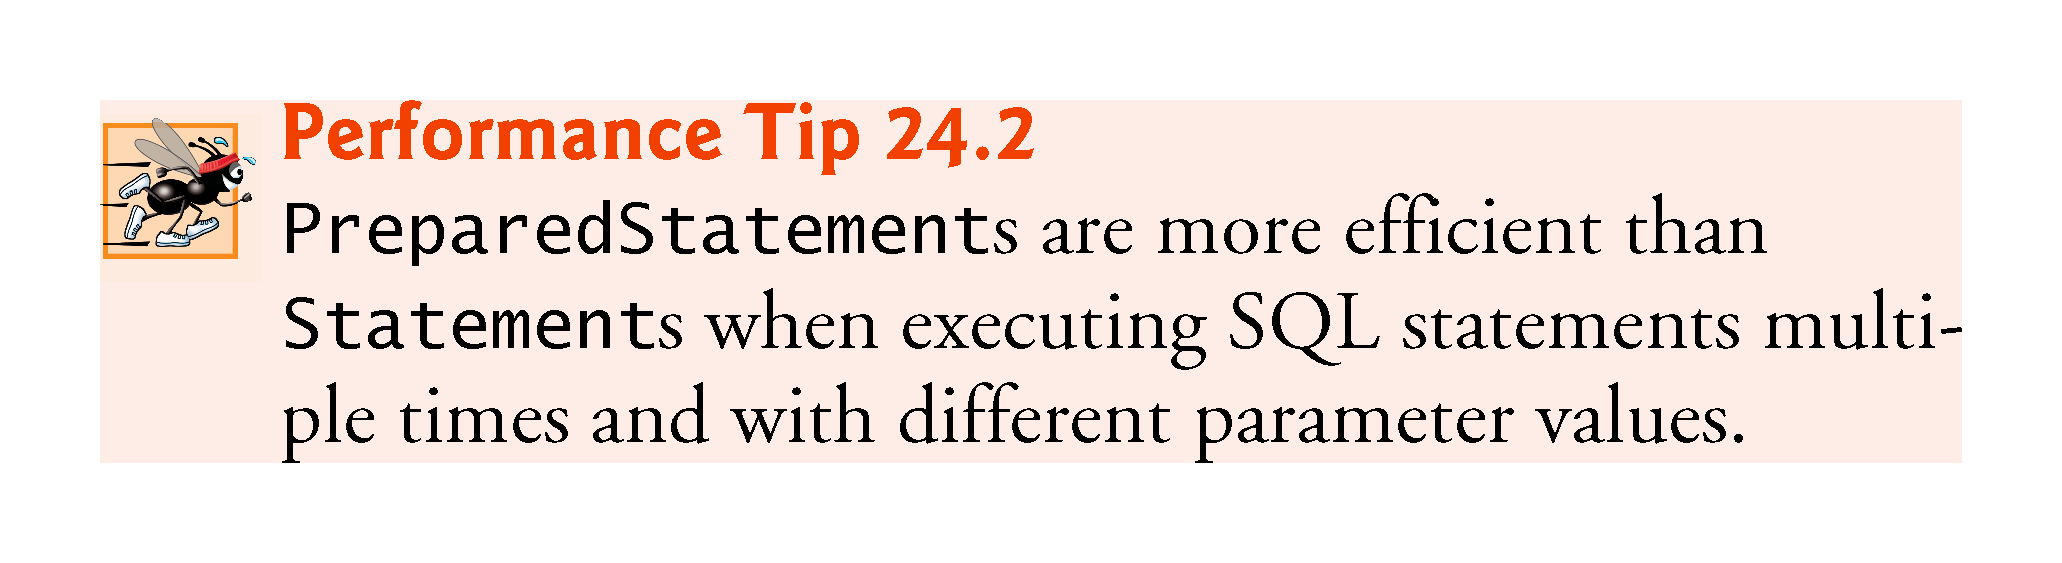 Performance Tip 24.2
PreparedStatements are more efficient than
Statements when executing SQL statements multi-
ple times and with different parameter values.